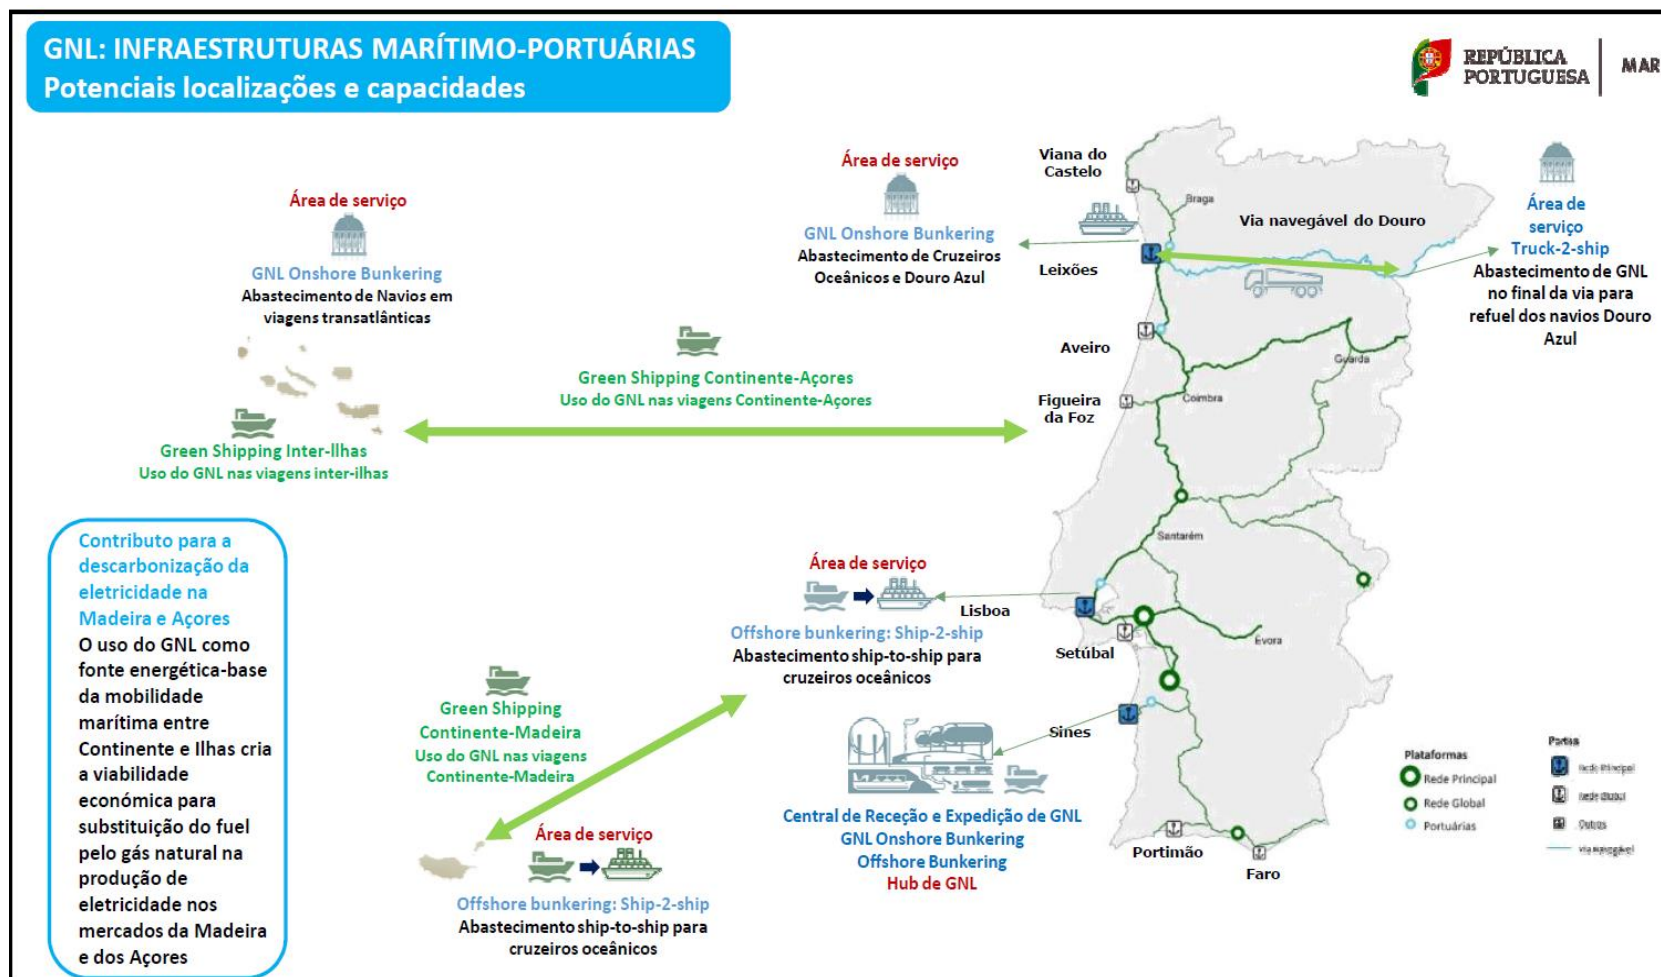 GNL: INFRAESTRUTURAS MARÍTIMO-PORTUÁRIAS
Potenciais localizações e capacidades
REPÚBLICA
PORTUGUESA
MAR
Área de serviço
GNL Onshore Bunkering
Abastecimento de Navios em
viagens transatlânticas
Green Shipping Inter-Ilhas
Uso do GNL nas viagens inter-ilhas
Green Shipping Continente-Açores
Uso do GNL nas viagens Continente-Açores
Área de serviço
GNL Onshore Bunkering
Abastecimento de Cruzeiros
Oceânicos e Douro Azul
Viana do
Castelo
Braga
Via navegável do Douro
Leixões
Área de
serviço
Truck-2-ship
Abastecimento de GNL
no final da via para
refuel dos navios Douro
Azul
Aveiro
Guarda
Figueira
da Foz
Coimbra
Santarém
Contributo para a
descarbonização da
eletricidade na
Madeira e Açores
O uso do GNL como
fonte energética-base
da mobilidade
marítima entre
Continente e Ilhas cria
a viabilidade
económica para
substituição do fuel
pelo gás natural na
produção de
eletricidade nos
mercados da Madeira
e dos Açores
Área de serviço
Lisboa
Offshore bunkering: Ship-2-ship
Abastecimento ship-to-ship para
cruzeiros oceânicos
Setúbal
Évora
Green Shipping
Continente-Madeira
Uso do GNL nas viagens
Continente-Madeira
Sines
Central de Receção e Expedição de GNL
GNL Onshore Bunkering
Offshore Bunkering
Hub de GNL
Área de serviço
Offshore bunkering: Ship-2-ship
Abastecimento ship-to-ship para
cruzeiros oceânicos
Portimão
Faro
Plataformas
Rede Principal
Rede Global
Portuárias
Portos
Rede Principal
Rede Global
Outros
Via Navegável